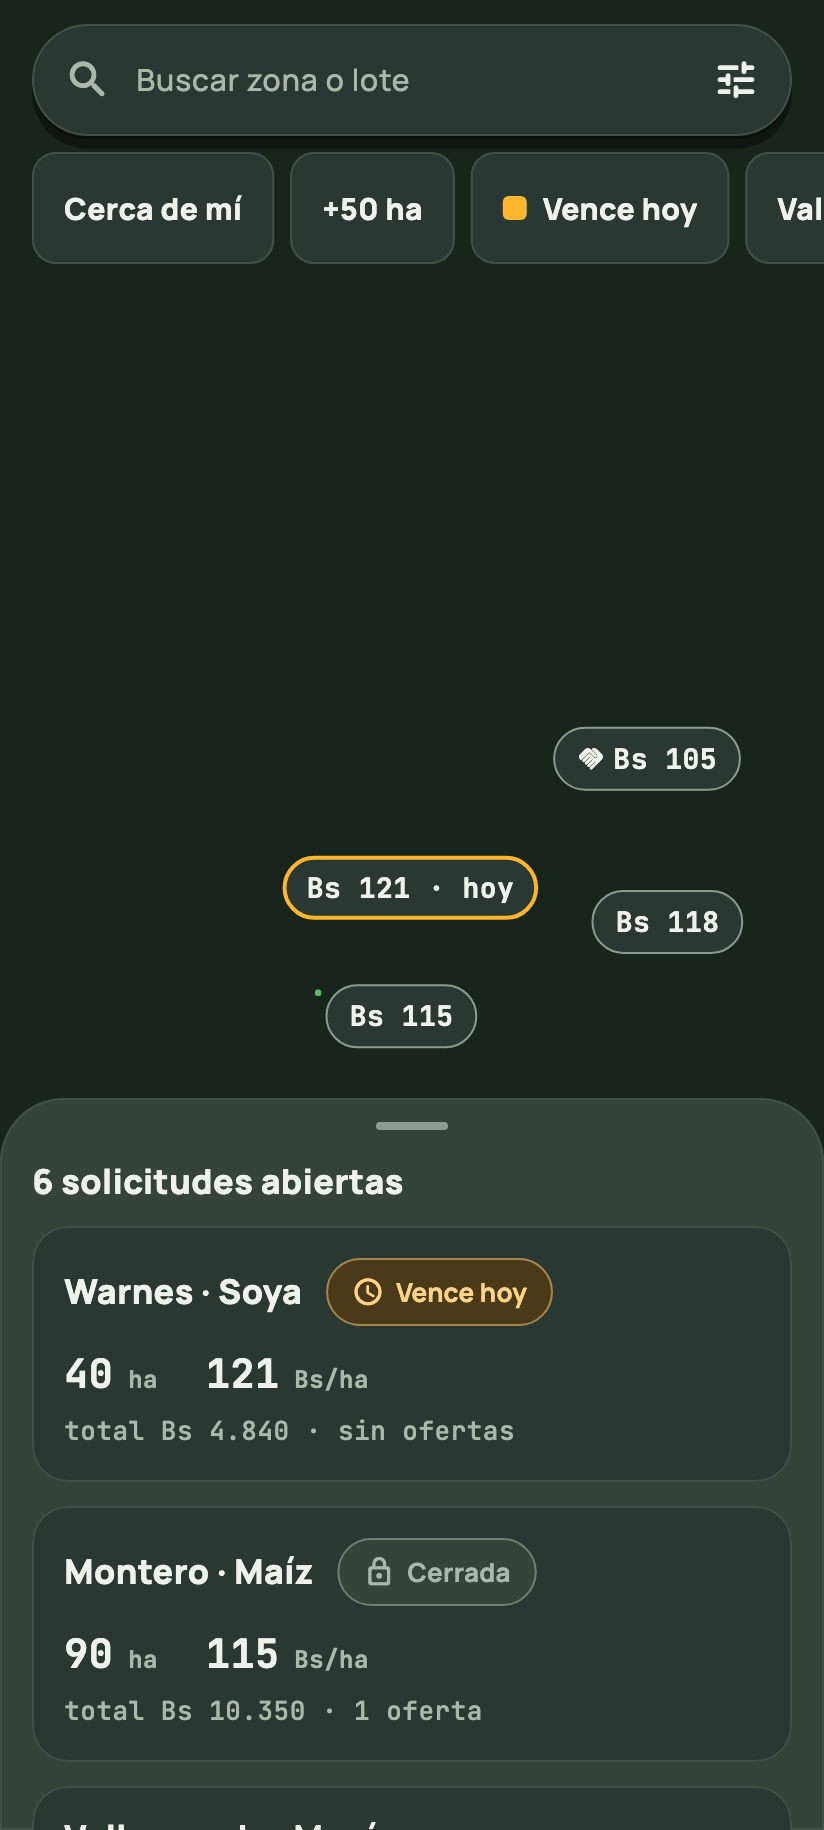 Buscar zona o lote
Cerca de mí
+50 ha
Vence hoy
Val
Bs 105
Bs 121 · hoy
Bs 118
Bs 115
6 solicitudes abiertas
Warnes · Soya
Vence hoy
40 ha 121 Bs/ha
total Bs 4.840 · sin ofertas
Montero · Maíz
Cerrada
90 ha 115 Bs/ha
total Bs 10.350 · 1 oferta